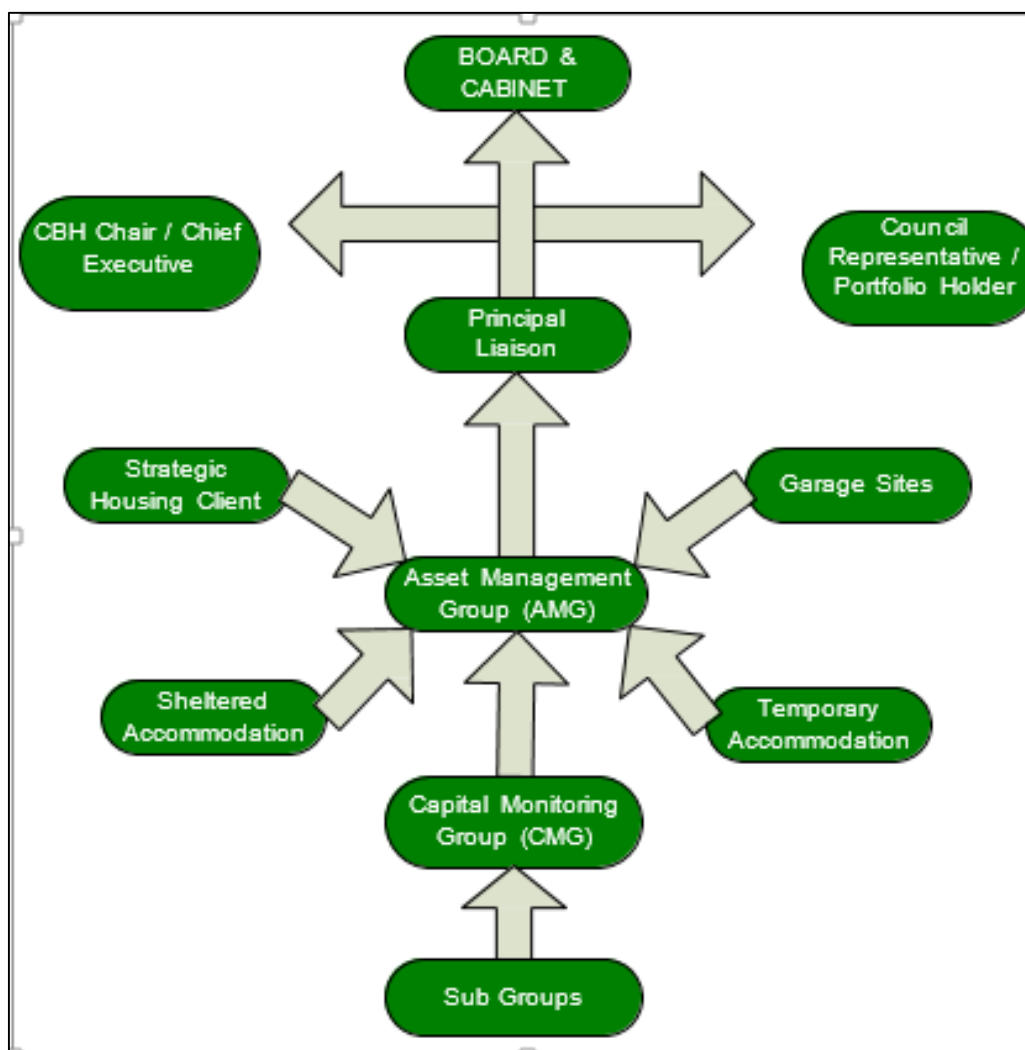 BOARD &
CABINET
CBH Chair / Chief
Executive
Council
Representative /
Portfolio Holder
Principal
Liaison
Strategic
Housing Client
Garage Sites
Asset Management
Group (AMG)
Sheltered
Accommodation
Temporary
Accommodation
Capital Monitoring
Group (CMG)
Sub Groups